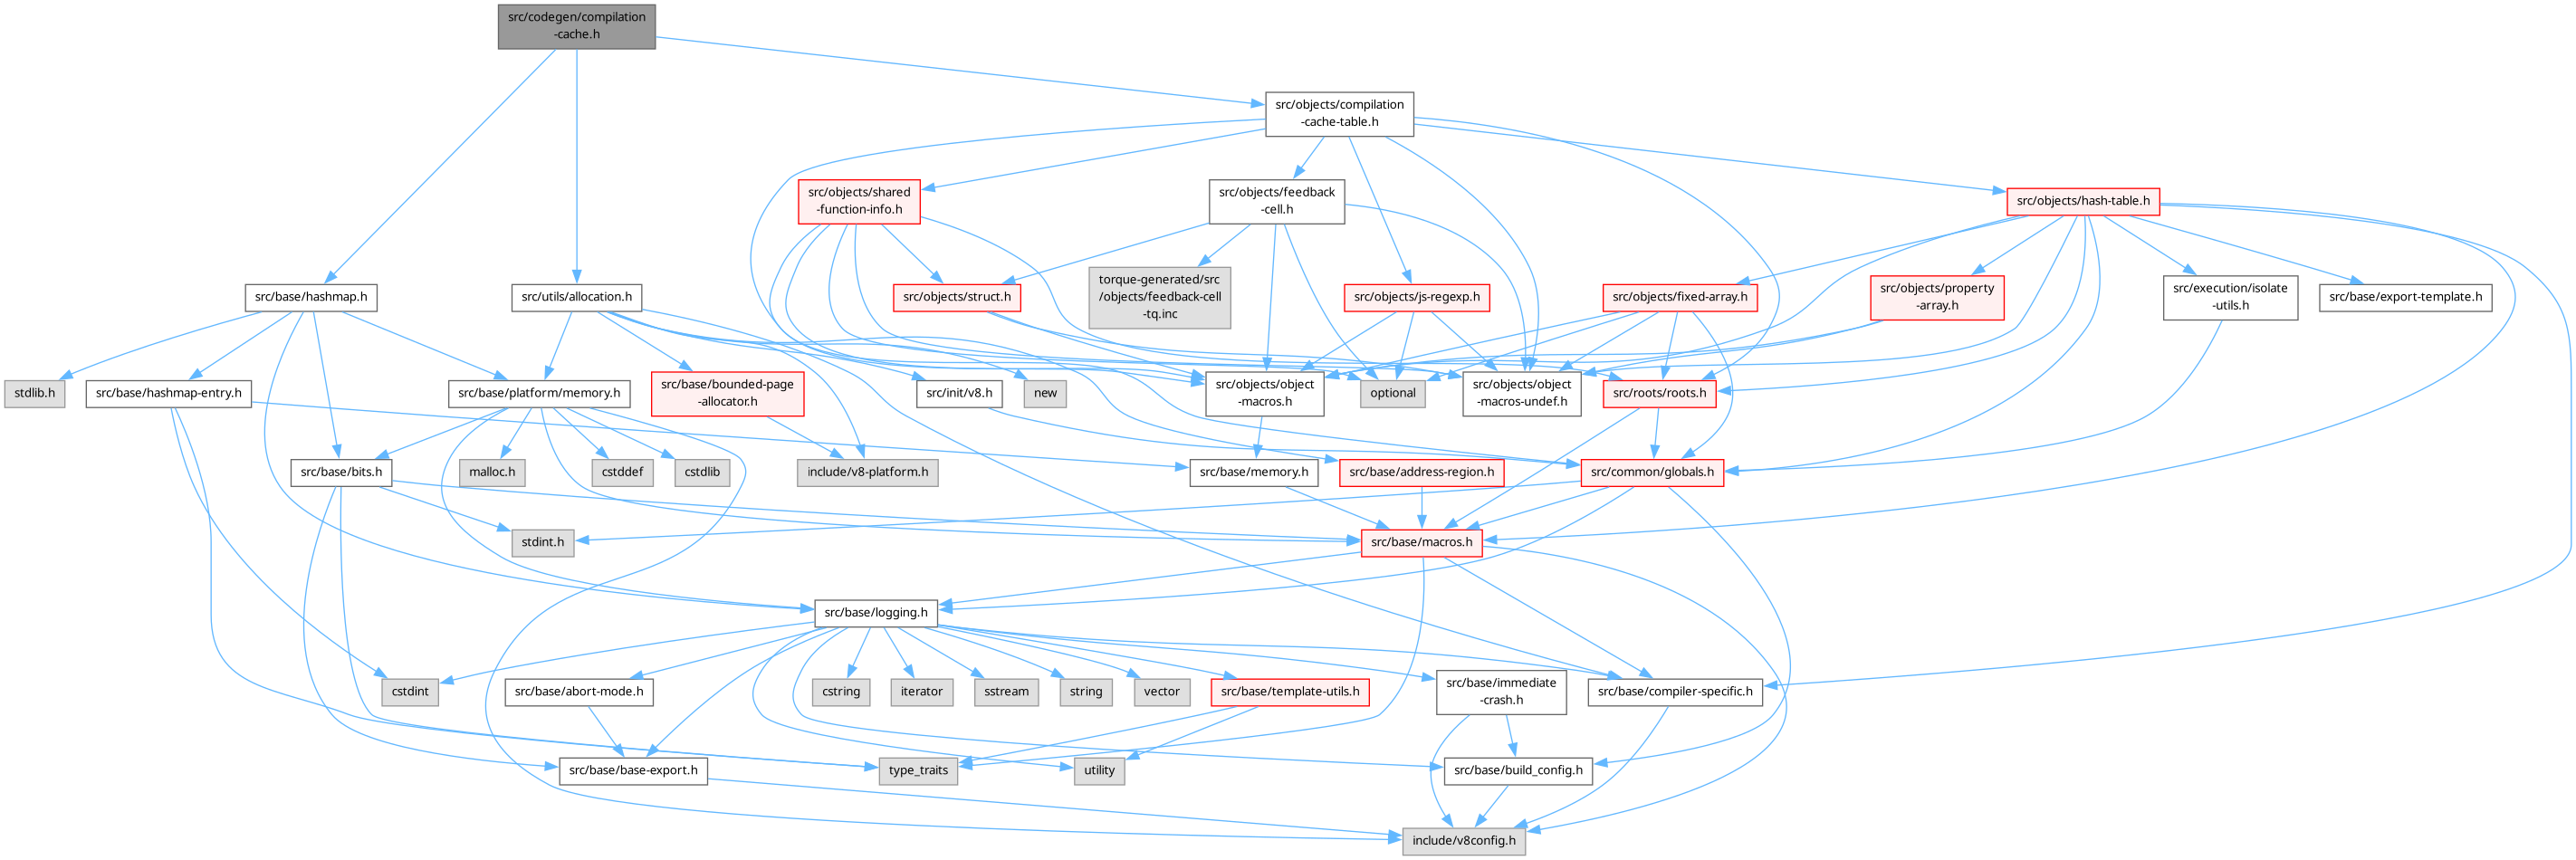 src/codegen/compilation
-cache.h
src/objects/compilation
-cache-table.h
src/objects/shared
-function-info.h
src/objects/feedback
-cell.h
src/objects/hash-table.h
src/base/hashmap.h
src/utils/allocation.h
src/objects/struct.h
torque-generated/src
/objects/feedback-cell
-tq.inc
src/objects/js-regexp.h
src/objects/fixed-array.h
src/objects/property
-array.h
src/execution/isolate
-utils.h
src/base/export-template.h
stdlib.h
src/base/hashmap-entry.h
src/base/platform/memory.h
src/base/bounded-page
-allocator.h
src/init/v8.h
new
src/objects/object
-macros.h
optional
src/objects/object
-macros-undef.h
src/roots/roots.h
src/base/bits.h
malloc.h
cstddef
cstdlib
include/v8-platform.h
src/base/memory.h
src/base/address-region.h
src/common/globals.h
stdint.h
src/base/macros.h
src/base/logging.h
cstdint
src/base/abort-mode.h
cstring
iterator
sstream
string
vector
src/base/template-utils.h
src/base/immediate
-crash.h
src/base/compiler-specific.h
src/base/base-export.h
type_traits
utility
src/base/build_config.h
include/v8config.h